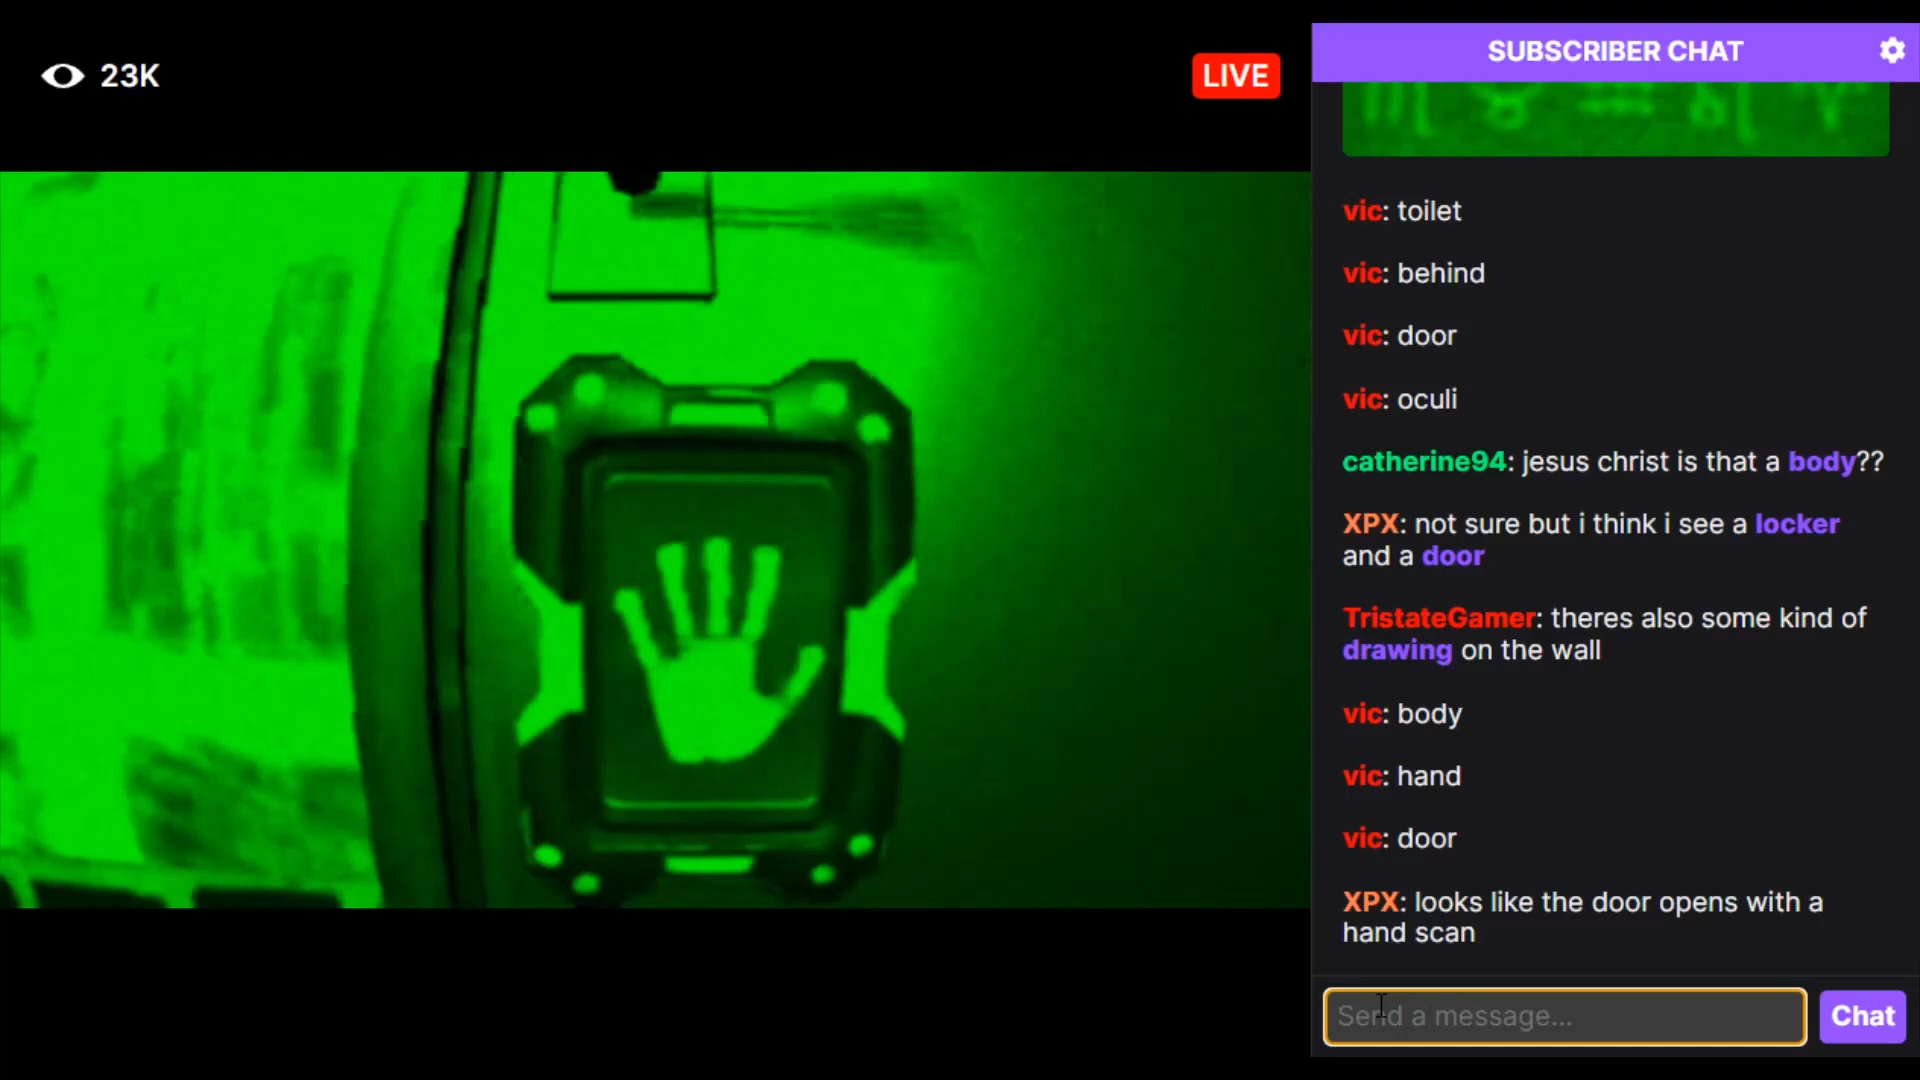 23K
LIVE
SUBSCRIBER CHAT
vic: toilet
vic: behind
vic: door
vic: oculi
catherine94: jesus christ is that a body??
XPX: not sure but i think i see a locker
and a door
TristateGamer: theres also some kind of
drawing on the wall
vic: body
vic: hand
vic: door
XPX: looks like the door opens with a
hand scan
Send a message...
Chat